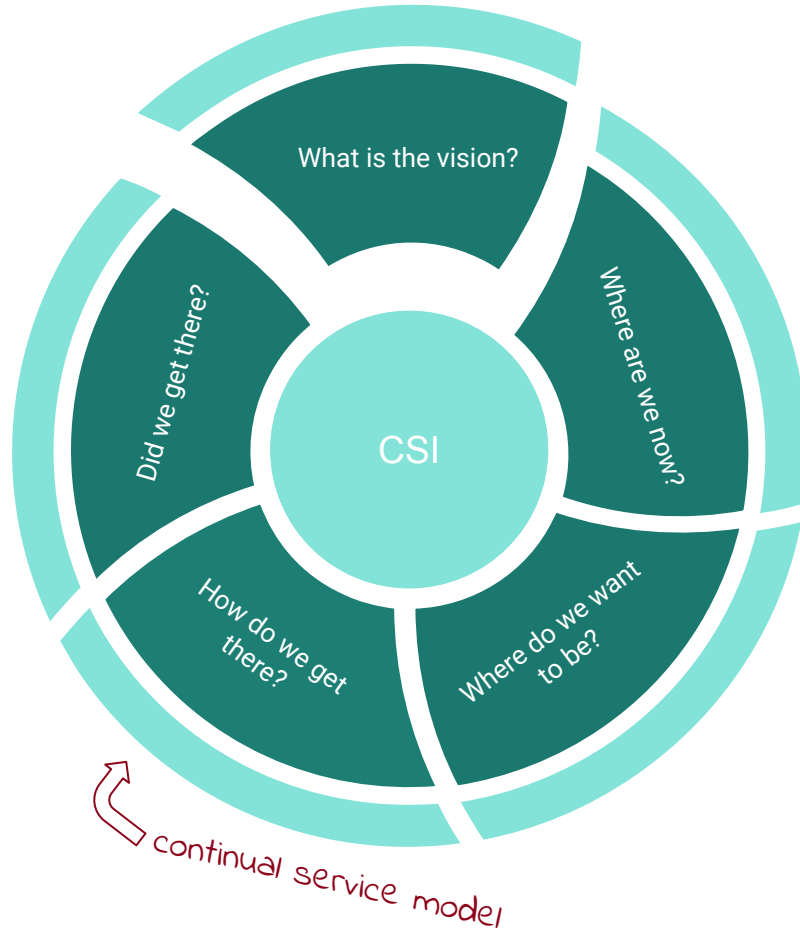 What is the vision?
Where are we now?
Where do we want
to be?
How do we get
there?
Did we get there?
CSI
continual service model